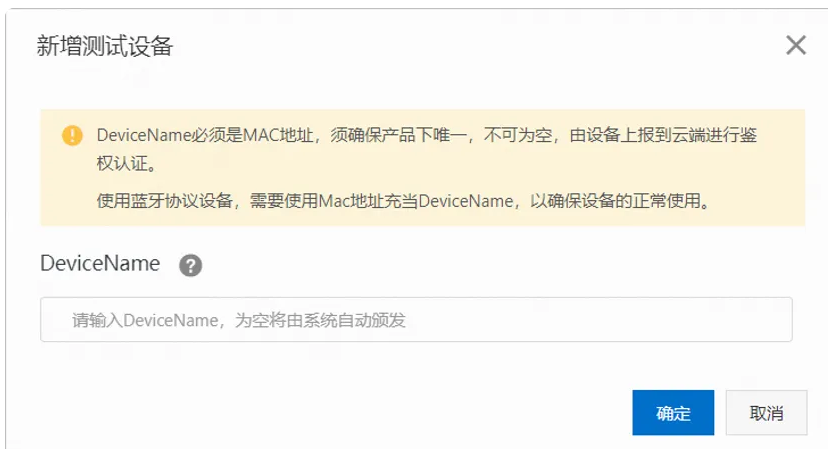 新增测试设备
DeviceName必须是MAC地址，须确保产品下唯一，不可为空，由设备上报到云端进行鉴
权认证。
使用蓝牙协议设备，需要使用Mac地址充当DeviceName，以确保设备的正常使用。
DeviceName
请输入DeviceName，为空将由系统自动颁发
确定 取消